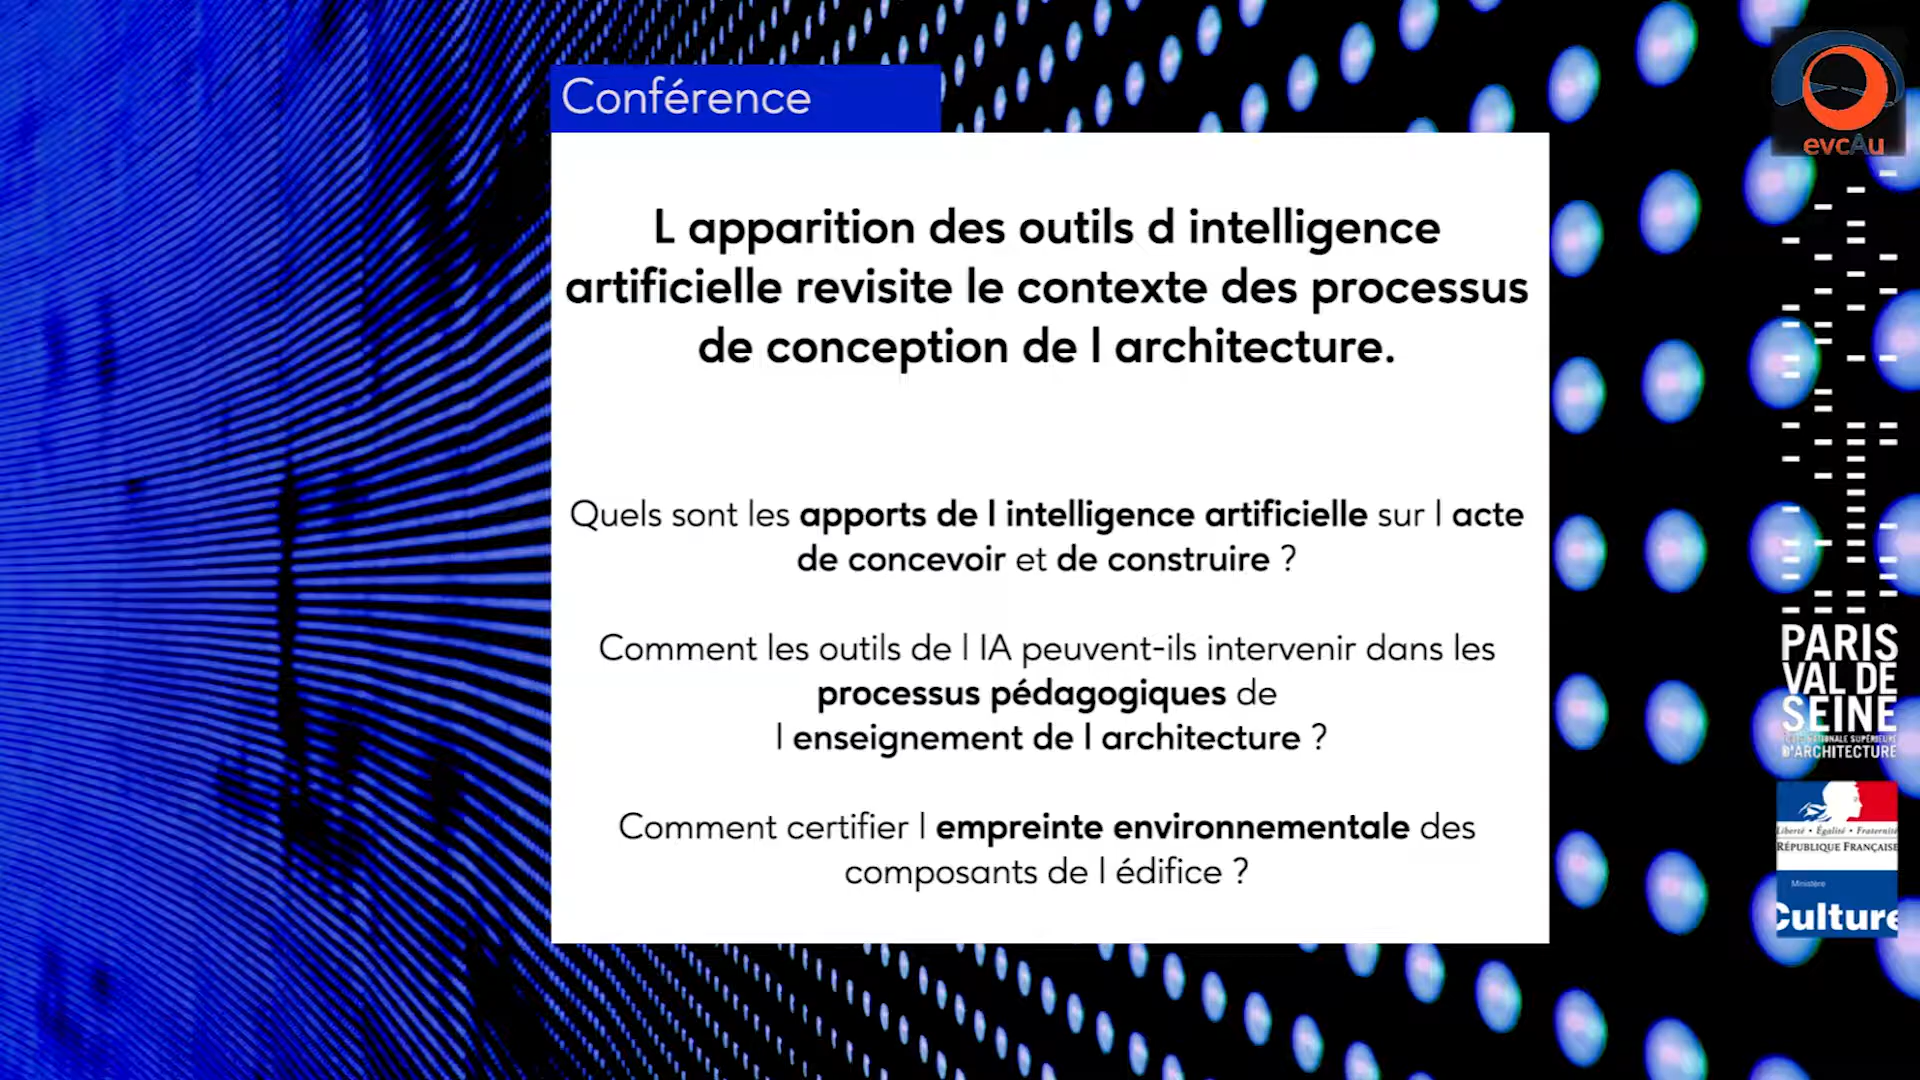 Conférence
L apparition des outils d intelligence
artificielle revisite le contexte des processus
de conception de l architecture.
Quels sont les apports de l intelligence artificielle sur l acte
de concevoir et de construire ?
Comment les outils de l IA peuvent-ils intervenir dans les
processus pédagogiques de
l enseignement de l architecture ?
Comment certifier l empreinte environnementale des
composants de l édifice ?
evcAu
PARIS
VAL DE
SEINE
NATIONALE SUPÉRIEURE
D'ARCHITECTURE
Liberté • Égalité • Fraternité
RÉPUBLIQUE FRANÇAISE
Ministère
Culture